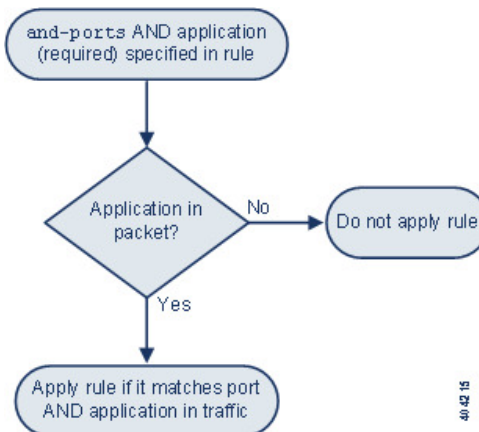 and-ports AND application
(required) specified in rule
Application in
packet?
No
Do not apply rule
Yes
Apply rule if it matches port
AND application in traffic
404215